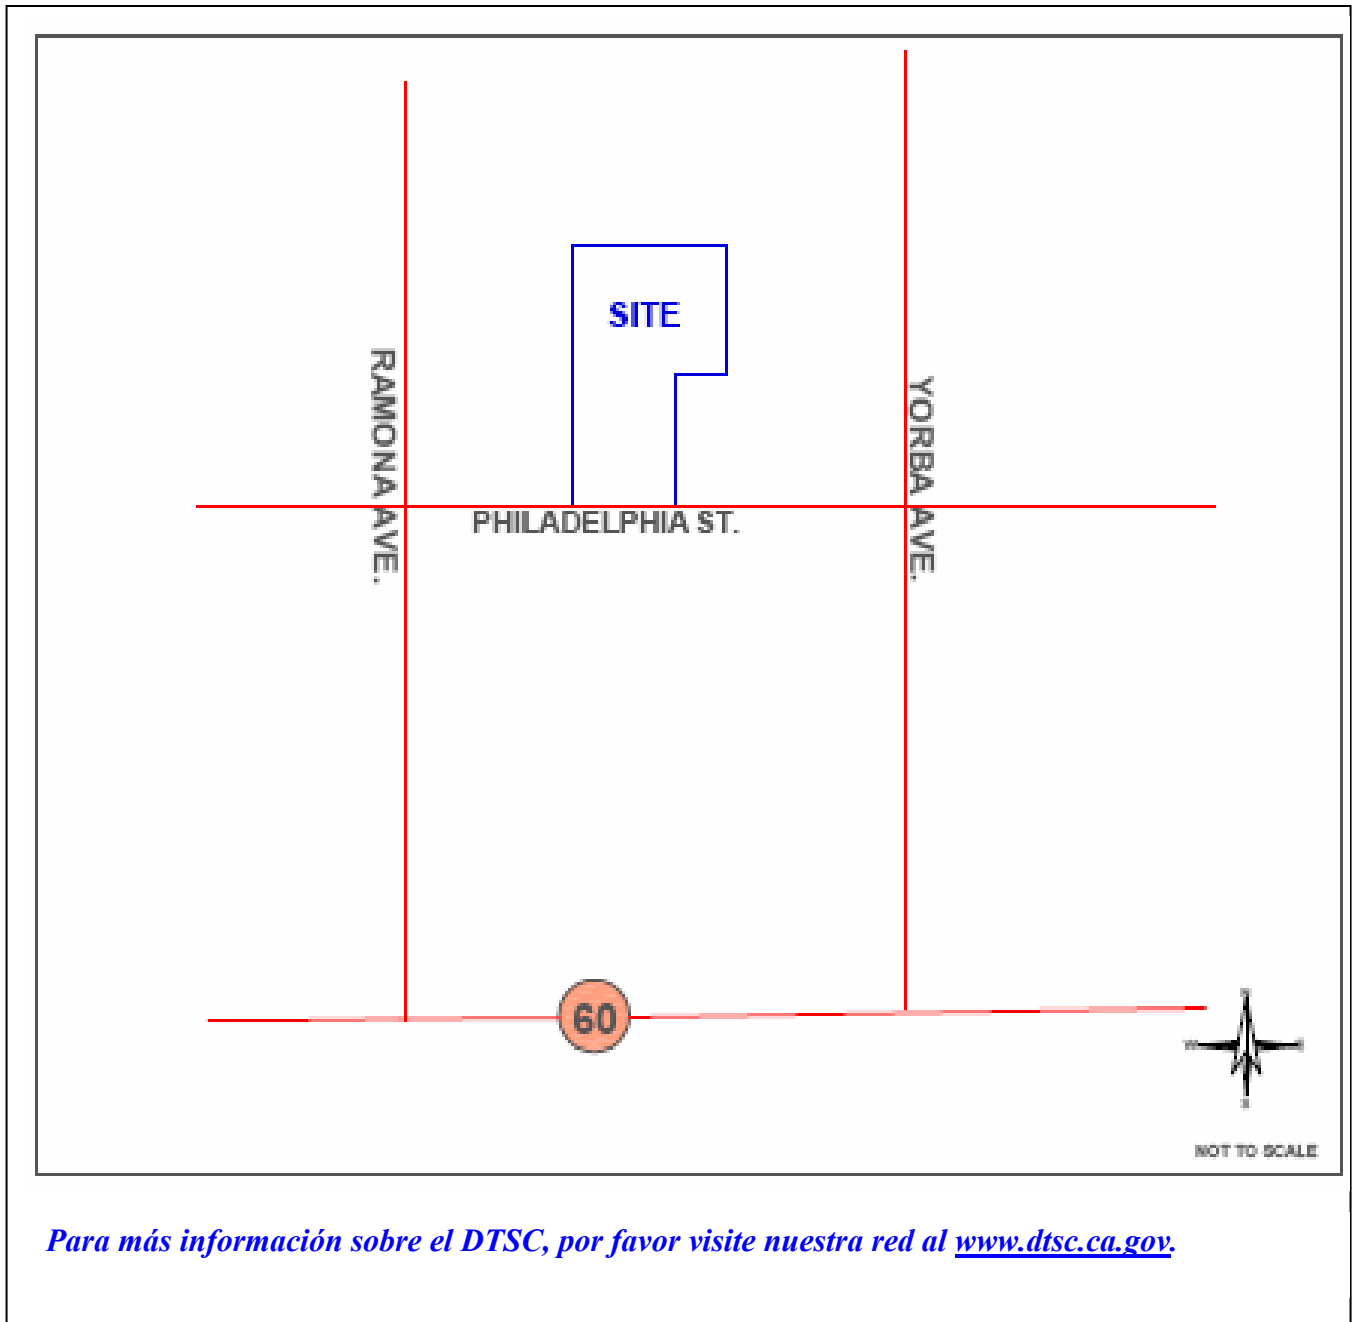 SITE
RAMONA AVE.
YORBA AVE.
PHILADELPHIA ST.
60
N
W E
S
NOT TO SCALE
Para más información sobre el DTSC, por favor visite nuestra red al www.dtsc.ca.gov.